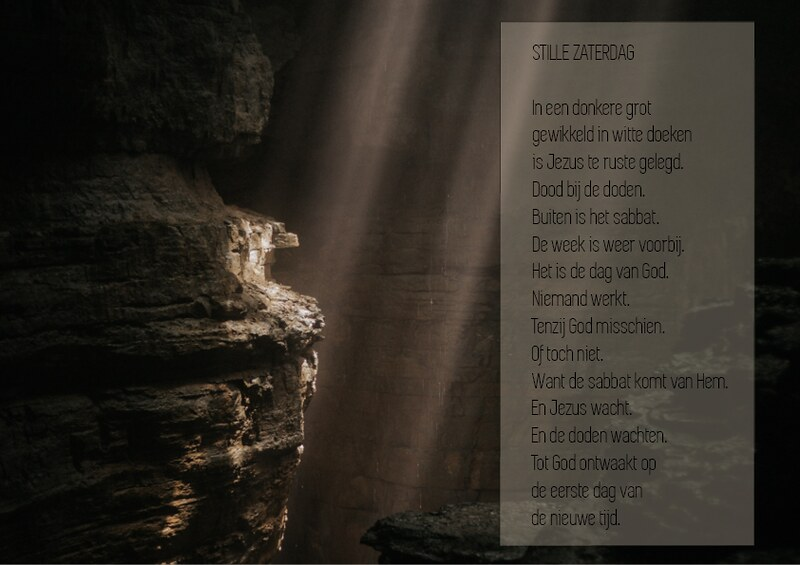 STILLE ZATERDAG
In een donkere grot
gewikkeld in witte doeken
is Jezus te ruste gelegd.
Dood bij de doden.
Buiten is het sabbat.
De week is weer voorbij.
Het is de dag van God.
Niemand werkt.
Tenzij God misschien.
Of toch niet.
Want de sabbat komt van Hem.
En Jezus wacht.
En de doden wachten.
Tot God ontwaakt op
de eerste dag van
de nieuwe tijd.